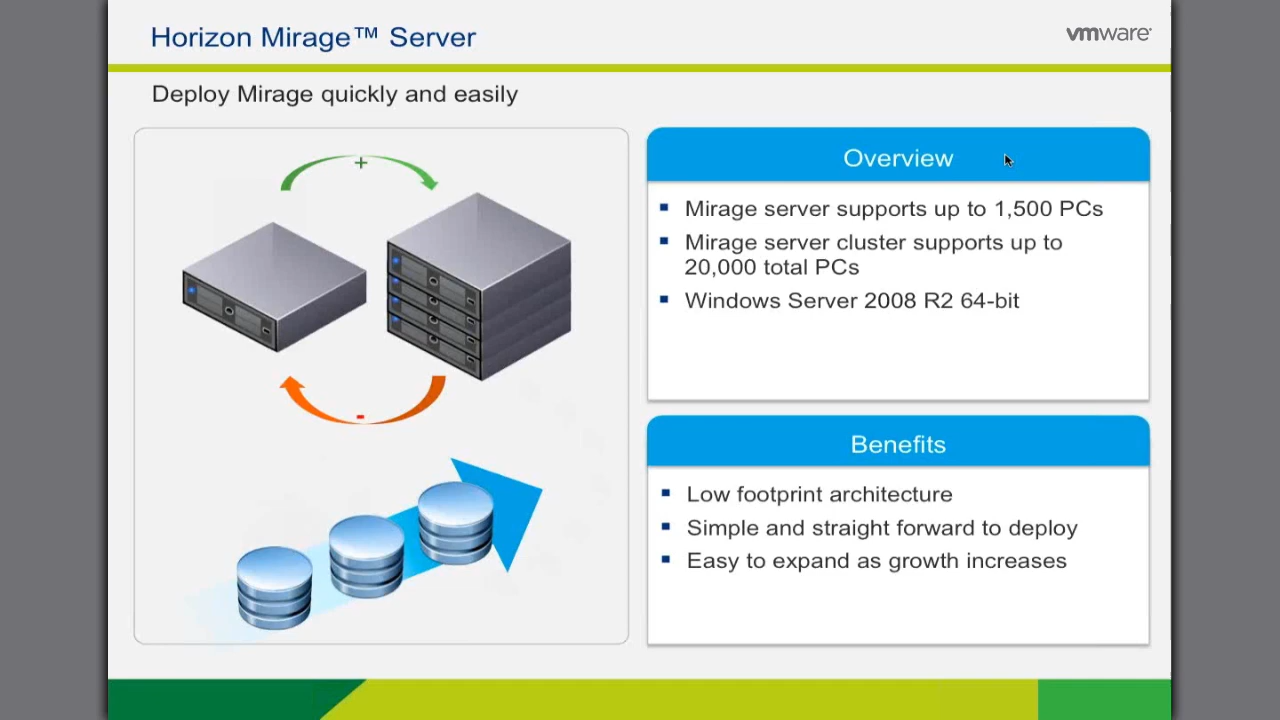 Horizon Mirage™ Server
vmware
Deploy Mirage quickly and easily
+
-
Overview
Mirage server supports up to 1,500 PCs
Mirage server cluster supports up to
20,000 total PCs
Windows Server 2008 R2 64-bit
Benefits
Low footprint architecture
Simple and straight forward to deploy
Easy to expand as growth increases